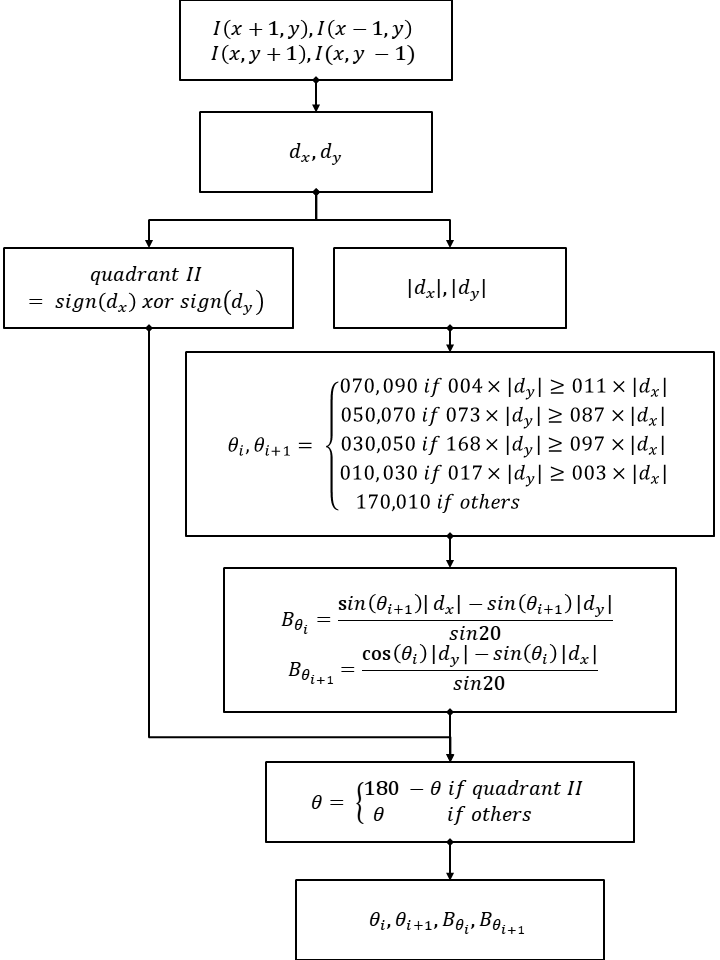 I(x + 1, y), I(x − 1, y)
I(x, y + 1), I(x, y − 1)
d_x, d_y
quadrant II
= sign(d_x) xor sign(d_y)
|d_x|, |d_y|
θ_i, θ_{i+1} = {
070, 090 if 004 × |d_y| ≥ 011 × |d_x|
050, 070 if 073 × |d_y| ≥ 087 × |d_x|
030, 050 if 168 × |d_y| ≥ 097 × |d_x|
010, 030 if 017 × |d_y| ≥ 003 × |d_x|
170,010 if others
B_{θ_i} = (sin(θ_{i+1})| d_x| − sin(θ_{i+1})|d_y|) / sin20
B_{θ_{i+1}} = (cos(θ_i)|d_y| − sin(θ_i)|d_x|) / sin20
θ = {180 − θ if quadrant II
θ if others
θ_i, θ_{i+1}, B_{θ_i}, B_{θ_{i+1}}